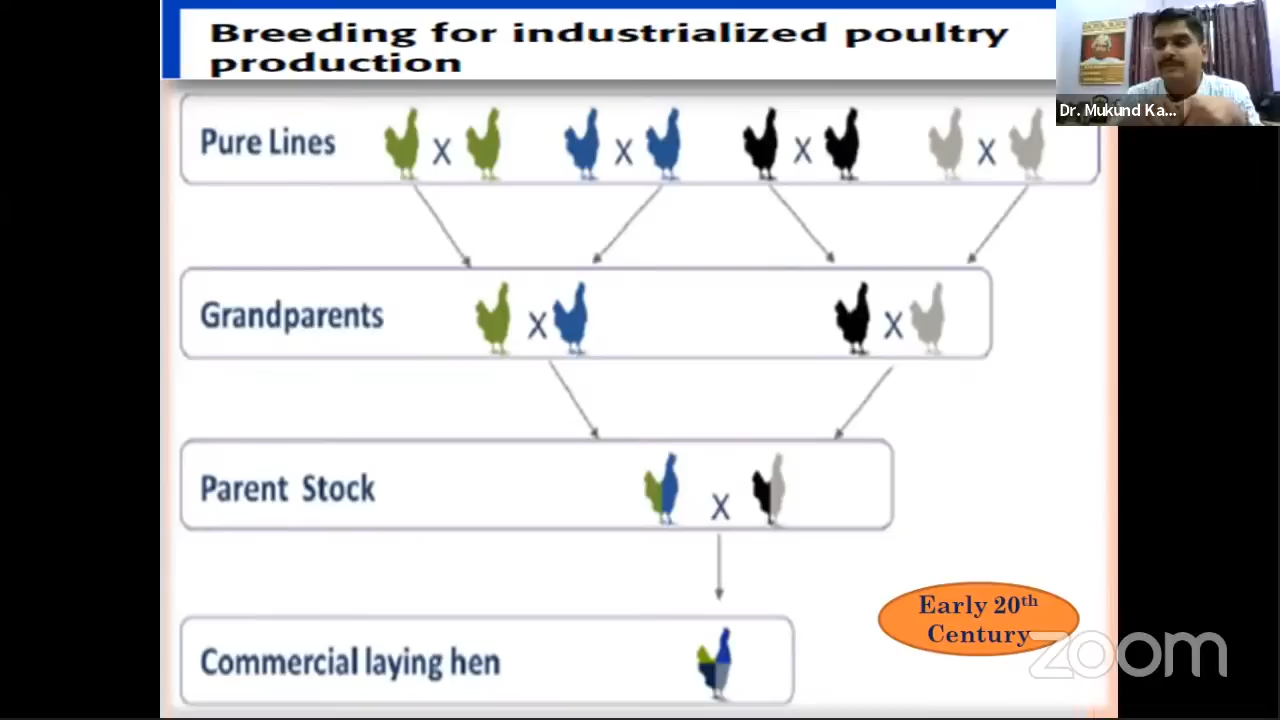 Breeding for industrialized poultry
production
Dr. Mukund Ka...
Pure Lines X X X X
Grandparents X X
Parent Stock X
Early 20th
Century
zoom
Commercial laying hen